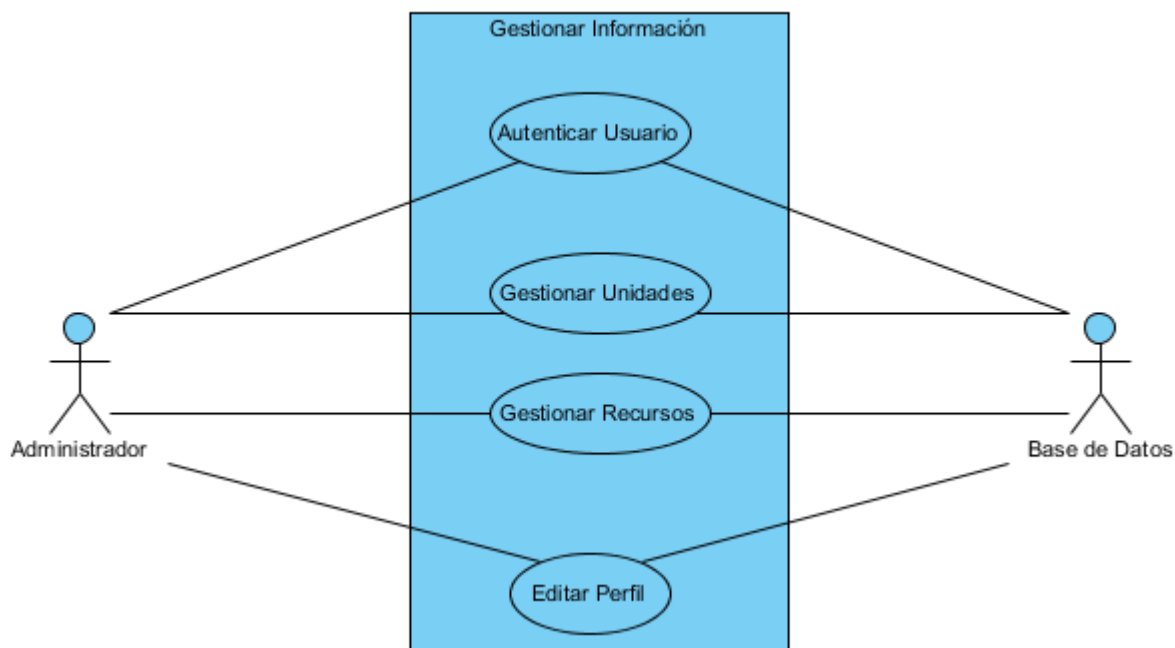 Gestionar Información
Autenticar Usuario
Gestionar Unidades
Gestionar Recursos
Administrador
Base de Datos
Editar Perfil